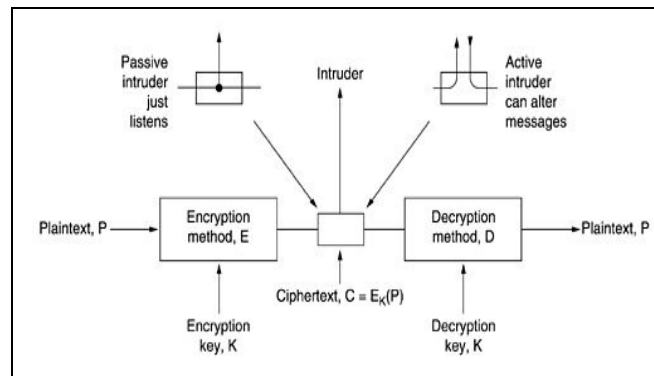 Passive
intruder
just
listens
Intruder
Active
intruder
can alter
messages
Plaintext, P
Encryption
method, E
Decryption
method, D
Plaintext, P
Ciphertext, C = E_K(P)
Encryption
key, K
Decryption
key, K